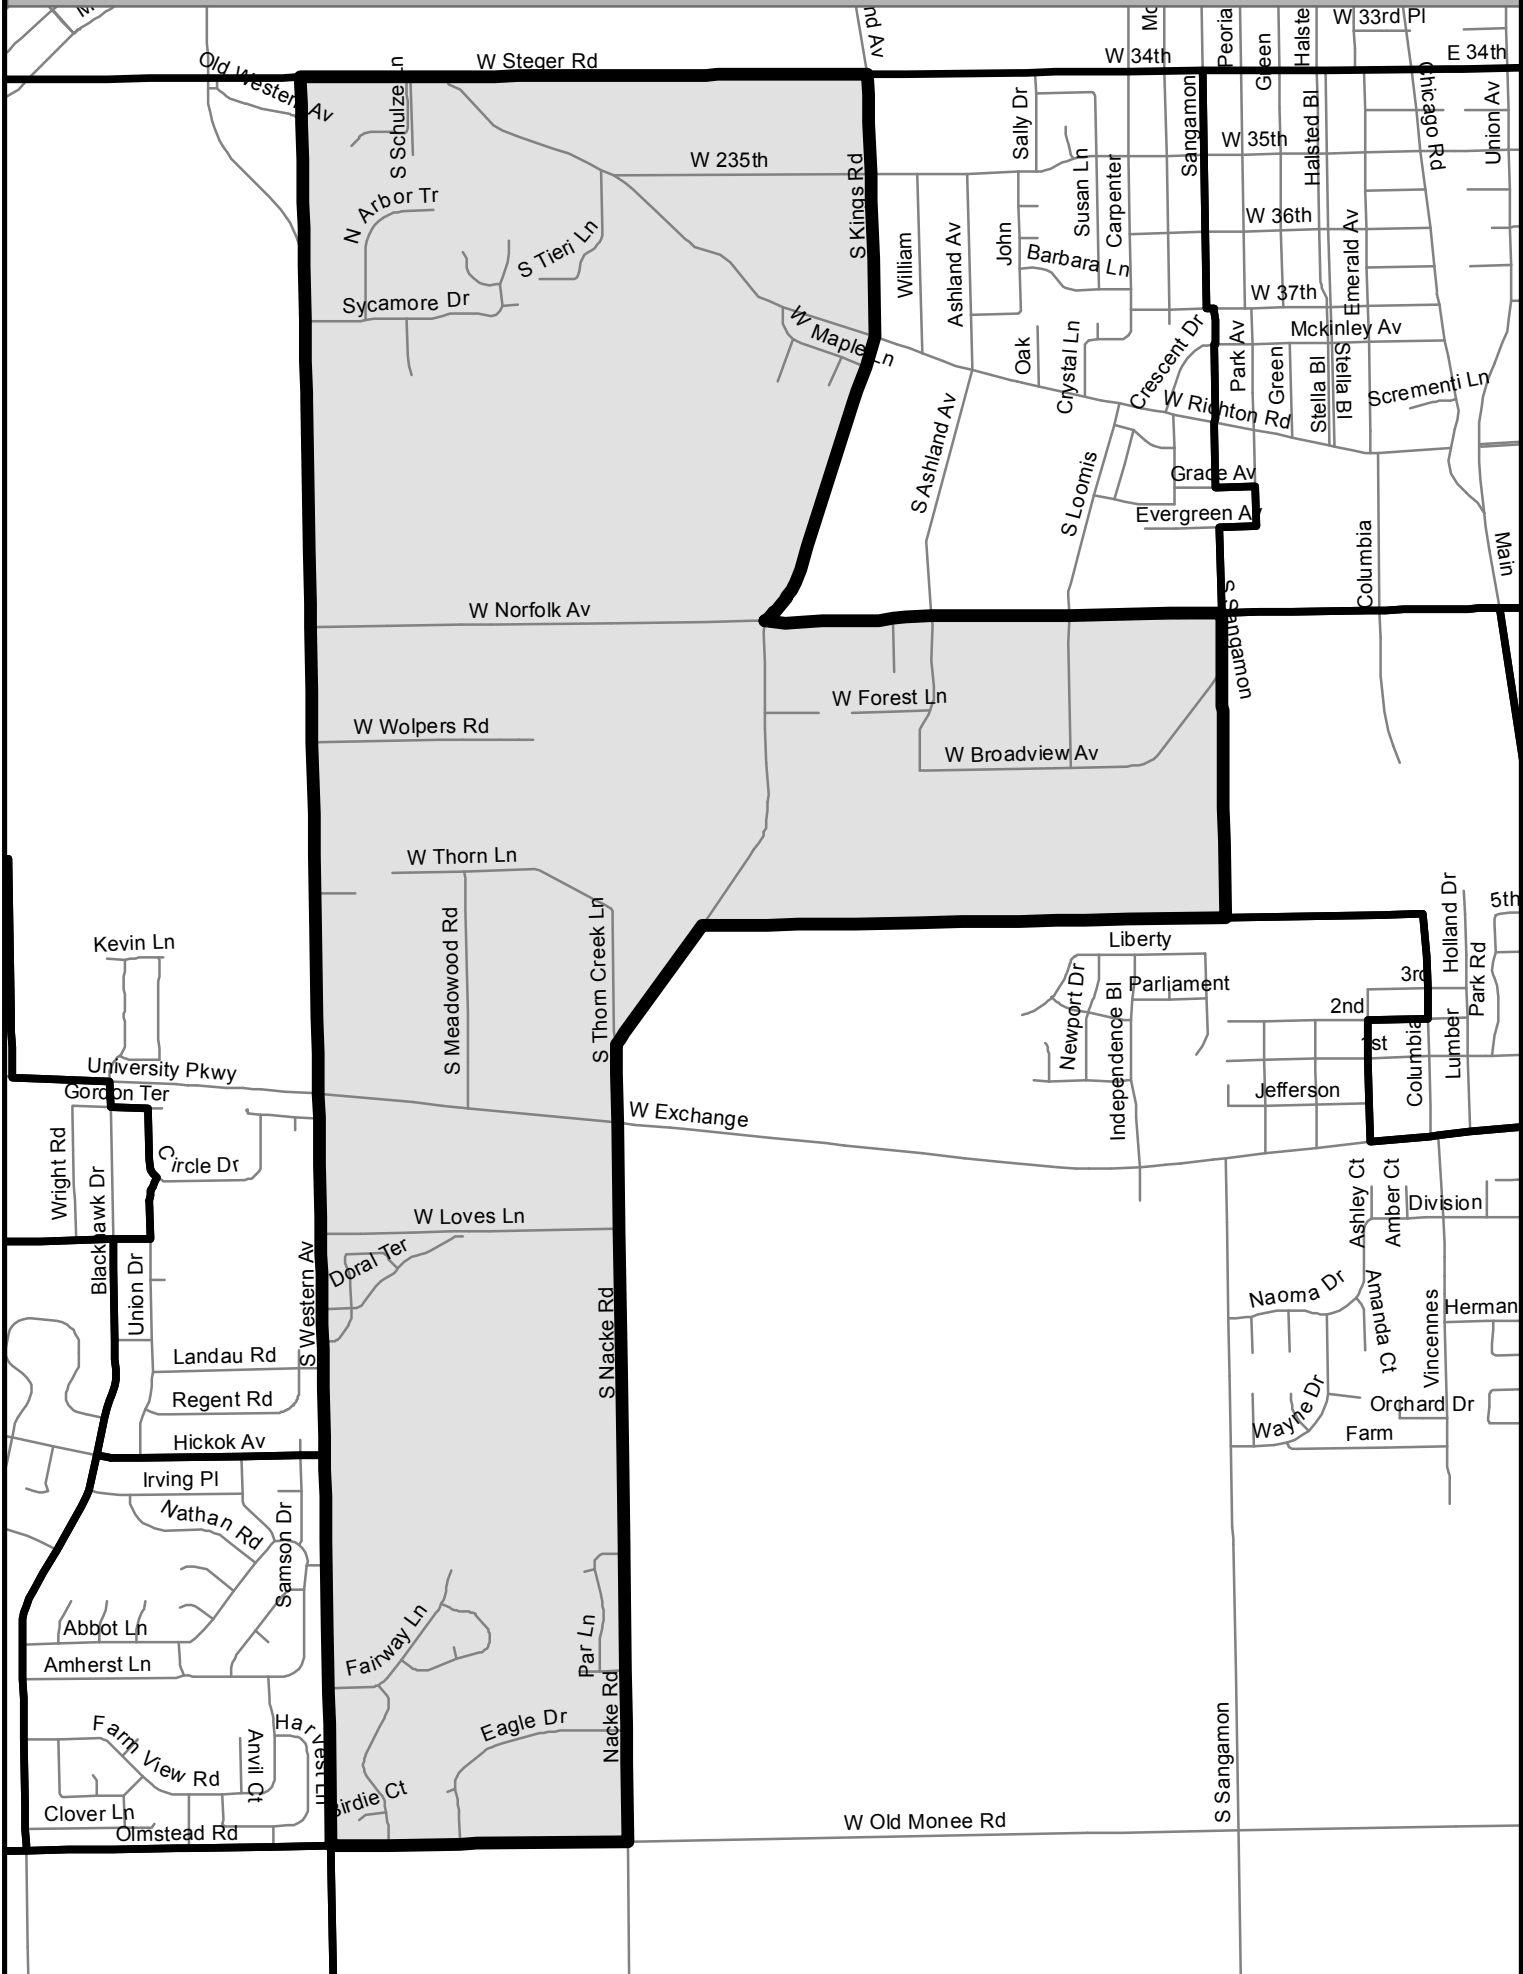 W 33rd Pl
W Steger Rd
W 34th
E 34th
Old Western Av
S Schulze Ln
Peoria
Green
Halsted Bl
Chicago Rd
Union Av
Sangamon
Sally Dr
W 35th
W 235th
S Kings Rd
Susan Ln
Carpenter
N Arbor Tr
S Tieri Ln
W 36th
William
Ashland Av
John
Barbara Ln
Emerald Av
Sycamore Dr
W 37th
W Maple Ln
Mckinley Av
Oak
Crystal Ln
Crescent Dr
Park Av
Green
Stella Bl
Stella Bl
Scrementi Ln
W Richton Rd
S Ashland Av
S Loomis
Grace Av
Evergreen Av
Columbia
Main
W Norfolk Av
S Sangamon
W Forest Ln
W Wolpers Rd
W Broadview Av
W Thorn Ln
S Meadowood Rd
S Thorn Creek Ln
Holland Dr
5th
Kevin Ln
Liberty
Newport Dr
Independence Bl
Parliament
3rd
Park Rd
2nd
1st
Columbia
Lumber
University Pkwy
Gordon Ter
Jefferson
W Exchange
Wright Rd
Blackhawk Dr
Circle Dr
Ashley Ct
Amber Ct
Division
W Loves Ln
Doral Ter
Union Dr
S Western Av
S Nacke Rd
Naoma Dr
Amanda Ct
Vincennes
Herman
Landau Rd
Regent Rd
Orchard Dr
Wayne Dr
Farm
Hickok Av
Irving Pl
Nathan Rd
Samson Dr
Abbot Ln
Fairway Ln
Par Ln
Amherst Ln
Nacke Rd
Eagle Dr
Farm View Rd
Anvil Ct
Harvest Ln
S Sangamon
Birdie Ct
Clover Ln
Olmstead Rd
W Old Monee Rd